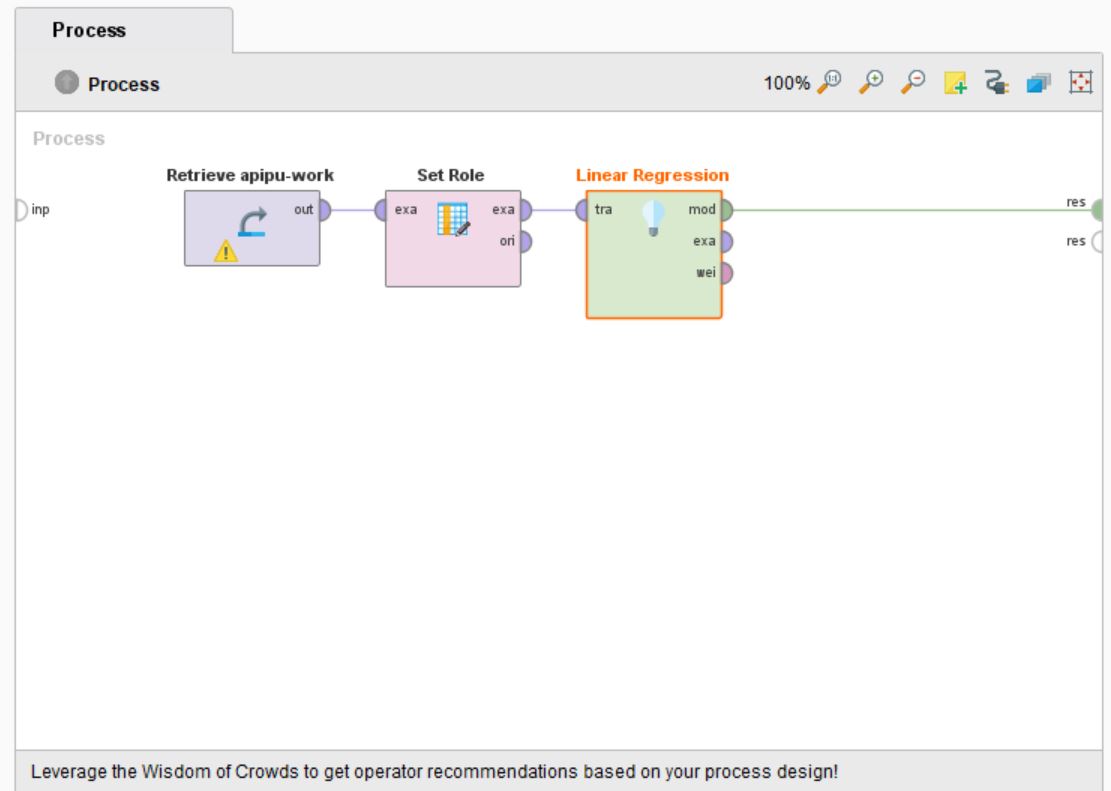 Process
Process
100%
Process
Retrieve apipu-work
Set Role
Linear Regression
inp
out
exa
exa
ori
tra
mod
exa
wei
res
res
Leverage the Wisdom of Crowds to get operator recommendations based on your process design!